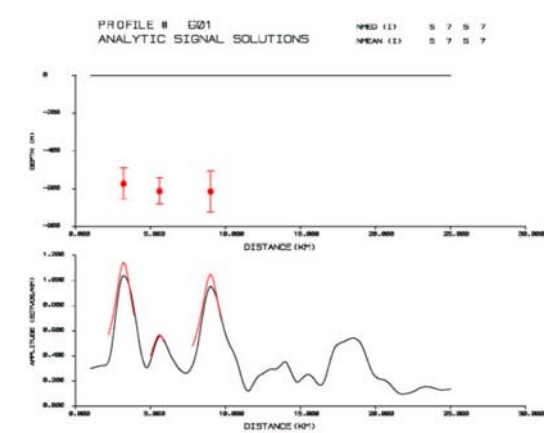 PROFILE # G01
ANALYTIC SIGNAL SOLUTIONS
NMED (I) 5 7 5 7
NMEAN (I) 5 7 5 7
DEPTH (M)
0
-200
-400
-600
-800
0.000 5.000 10.000 15.000 20.000 25.000 30.000
DISTANCE (KM)
AMPLITUDE
1.000
1.000
0.800
0.600
0.400
0.200
0.000
0.000 5.000 10.000 15.000 20.000 25.000 30.000
DISTANCE (KM)